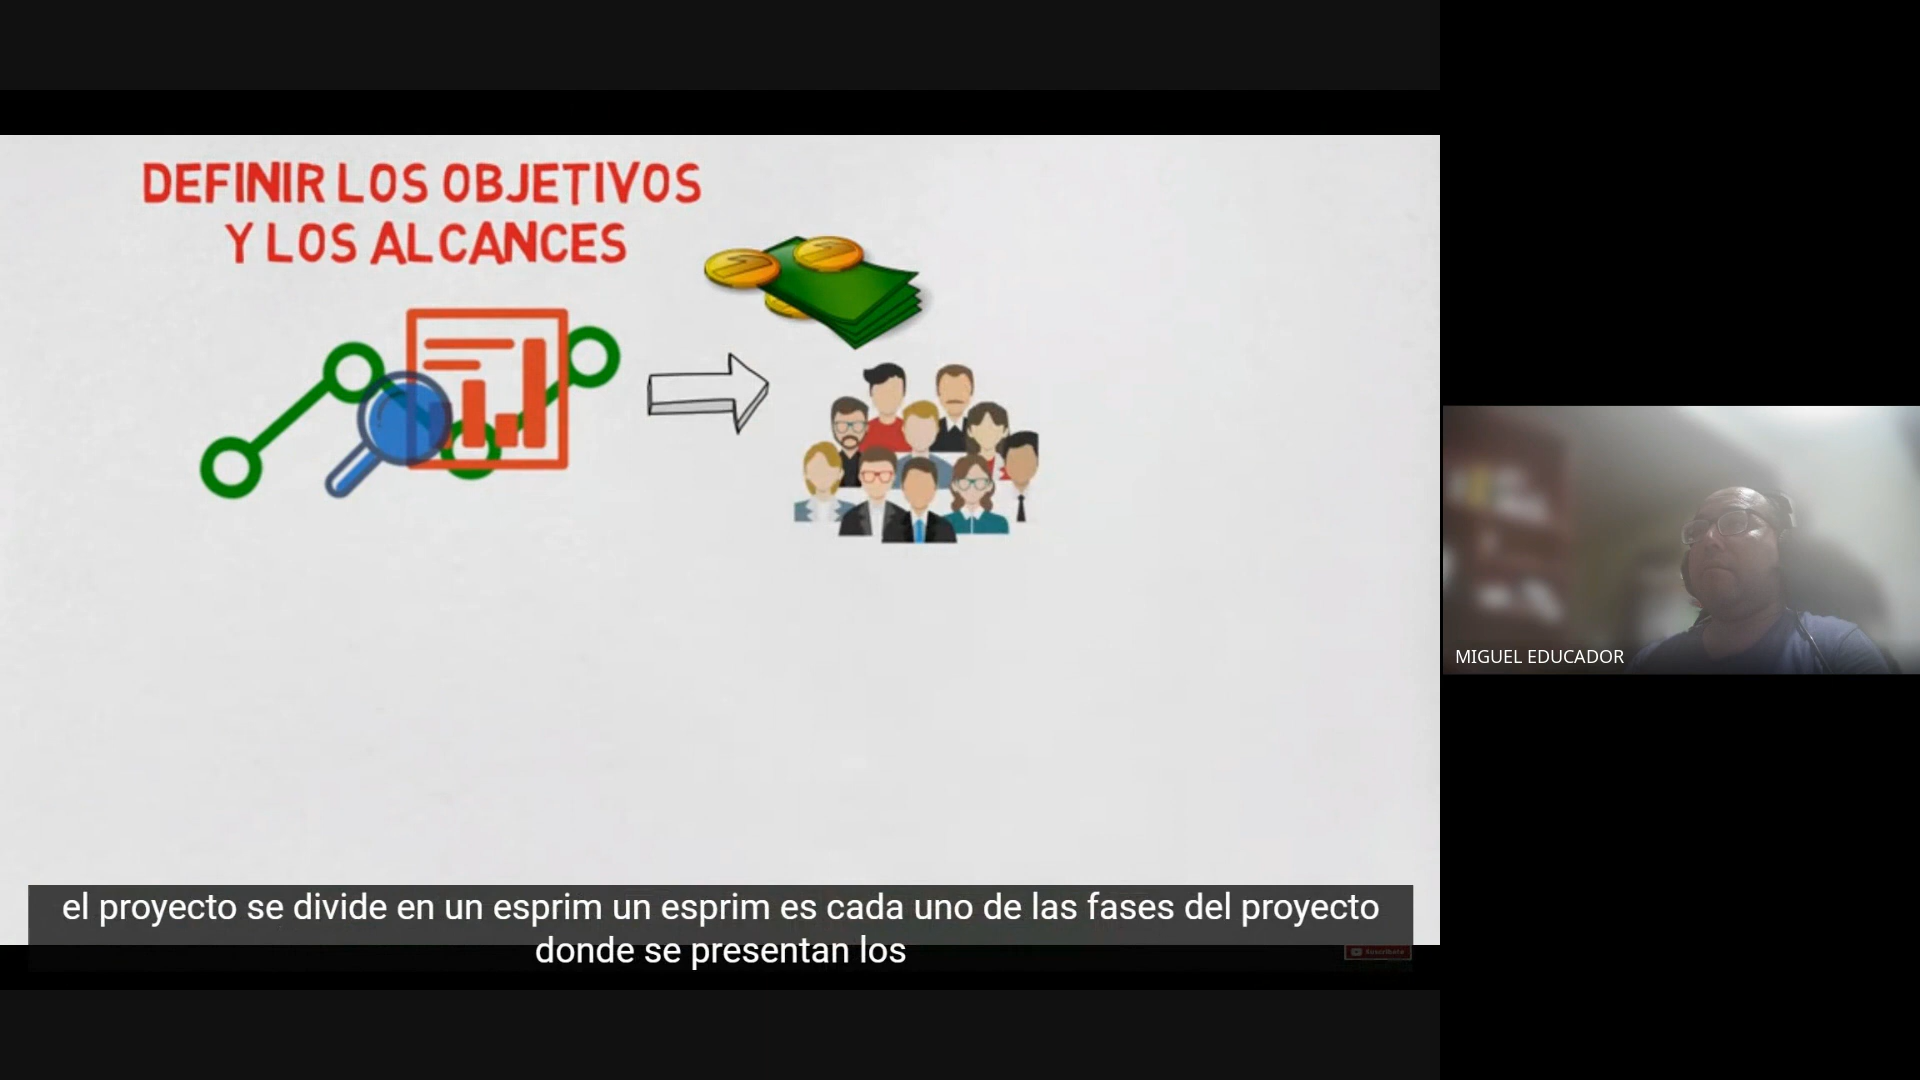 DEFINIR LOS OBJETIVOS
Y LOS ALCANCES
MIGUEL EDUCADOR
el proyecto se divide en un esprim un esprim es cada uno de las fases del proyecto
donde se presentan los
Suscríbete